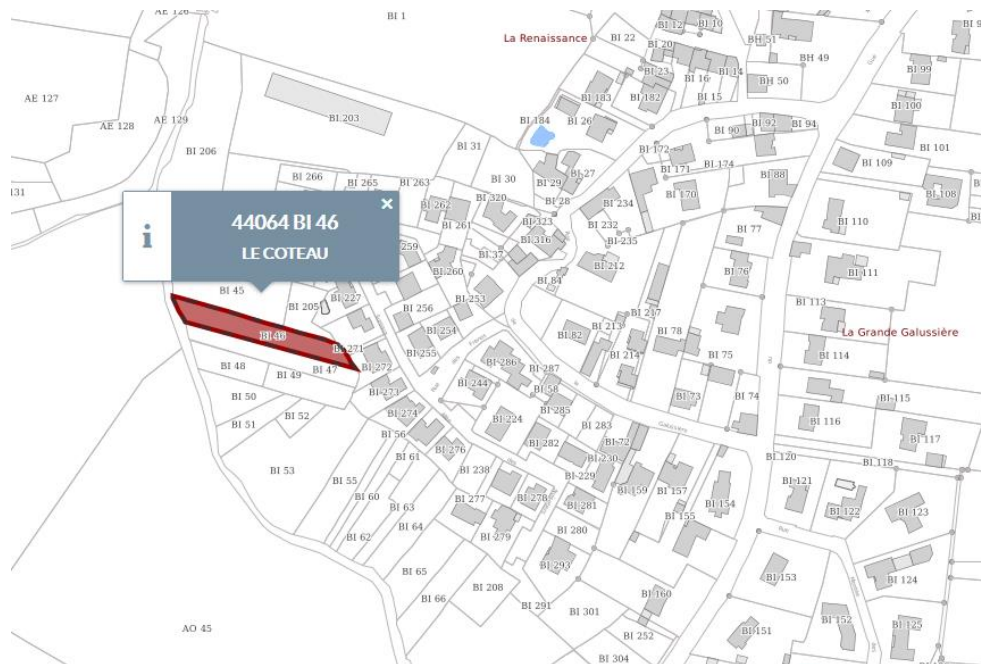 AE 126
BI 1
BI 12
BI 10
La Renaissance
BI 22
BH 51
BI 20
BH 49
Rue
BI 23
BI 16
BI 14
BI 99
AE 127
BI 183
BH 50
BI 182
BI 15
BI 100
BI 203
AE 128
AE 129
BI 184
BI 26
BI 90
BI 92
BI 94
BI 101
BI 31
BI 206
BI 172
BI 174
BI 109
BI 171
BI 27
BI 266
BI 265
BI 263
BI 30
BI 29
BI 88
131
BI 170
BI 108
BI 320
BI 28
BI 234
44064 BI 46
LE COTEAU
BI 262
BI 261
BI 323
BI 232
BI 110
BI 316
BI 235
BI 77
259
BI 37
BI 260
BI 212
BI 76
BI 111
BI 84
BI 45
BI 227
BI 253
BI 205
BI 256
BI 113
BI 217
BI 213
BI 254
BI 82
BI 78
La Grande Galussière
BI 46
BI 271
BI 255
BI 214
BI 114
BI 286
BI 75
BI 48
BI 47
BI 272
BI 287
BI 49
BI 244
BI 58
BI 273
BI 73
BI 74
BI 50
BI 285
BI 115
BI 52
BI 274
BI 224
BI 116
BI 51
BI 283
Galussière
BI 56
BI 282
BI 72
BI 117
BI 276
BI 61
BI 230
BI 120
BI 118
BI 53
BI 238
BI 229
BI 55
BI 159
BI 157
BI 121
BI 60
BI 277
BI 278
BI 154
BI 63
BI 281
BI 122
BI 123
BI 155
BI 64
BI 280
BI 62
BI 279
BI 293
BI 65
BI 153
BI 124
BI 208
BI 66
BI 160
BI 291
BI 301
BI 152
AO 45
BI 151
BI 125
BI 252
BI 304